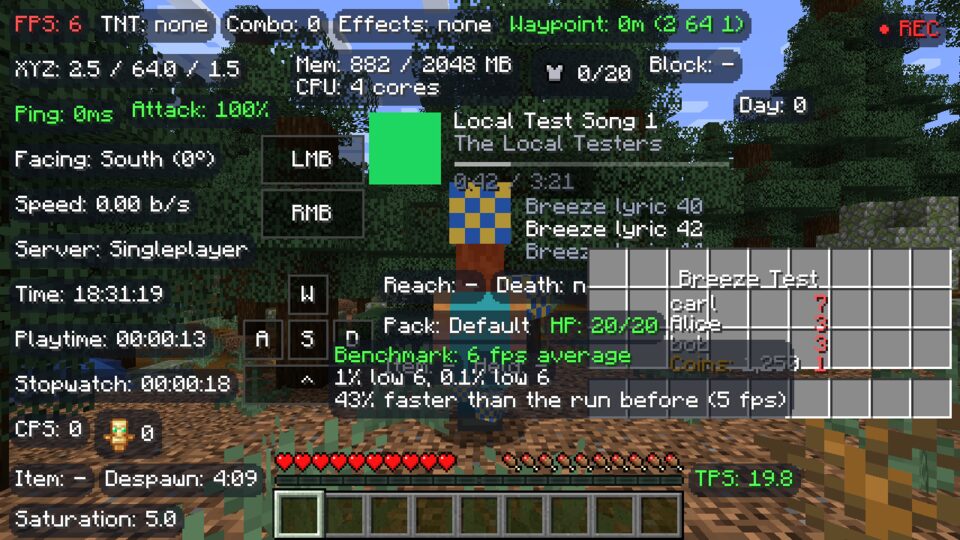 FPS: 6 TNT: none Combo: 0 Effects: none Waypoint: 0m (2 64 1) REC
XYZ: 2.5 / 64.0 / 1.5 Mem: 882 / 2048 MB 0/20 Block: -
CPU: 4 cores
Ping: 0ms Attack: 100% Day: 0
Local Test Song 1
The Local Testers
Facing: South (0°) LMB
0:42 / 3:21
Speed: 0.00 b/s RMB
Breeze lyric 40
Breeze lyric 42
Breeze lyric
Server: Singleplayer
Reach: - Death: n
Breeze Test
Time: 18:31:19 W
carl 7
Alice 3
bob 3
Coins: 1,250 1
Pack: Default HP: 20/20
Playtime: 00:00:13 A S D
Benchmark: 6 fps average
1% low 6, 0.1% low 6
43% faster than the run before (5 fps)
Stopwatch: 00:00:18 ^
CPS: 0 0
Item: - Despawn: 4:09 TPS: 19.8
Saturation: 5.0